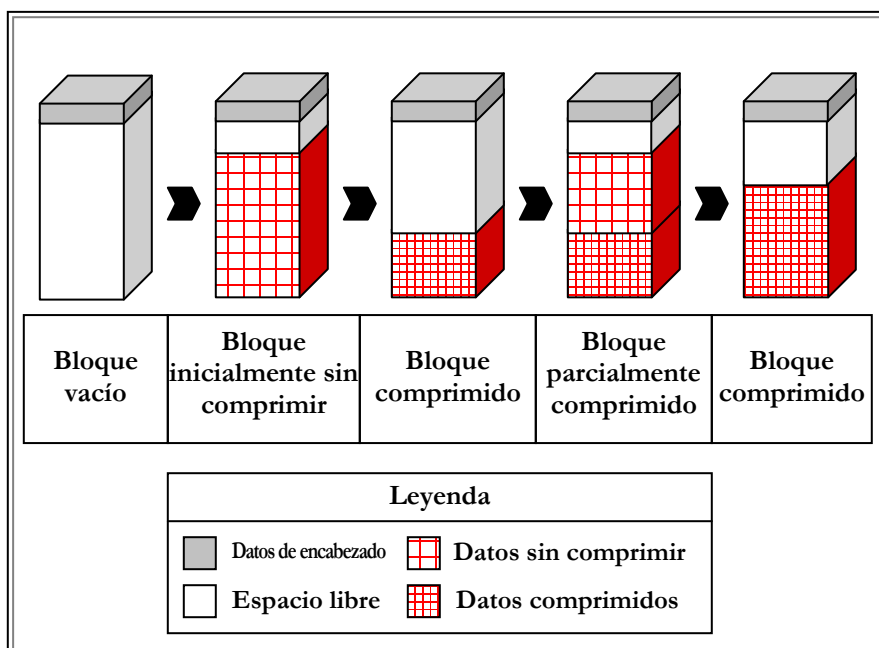 Bloque
vacío
Bloque
inicialmente sin
comprimir
Bloque
comprimido
Bloque
parcialmente
comprimido
Bloque
comprimido
Leyenda
Datos de encabezado
Datos sin comprimir
Espacio libre
Datos comprimidos